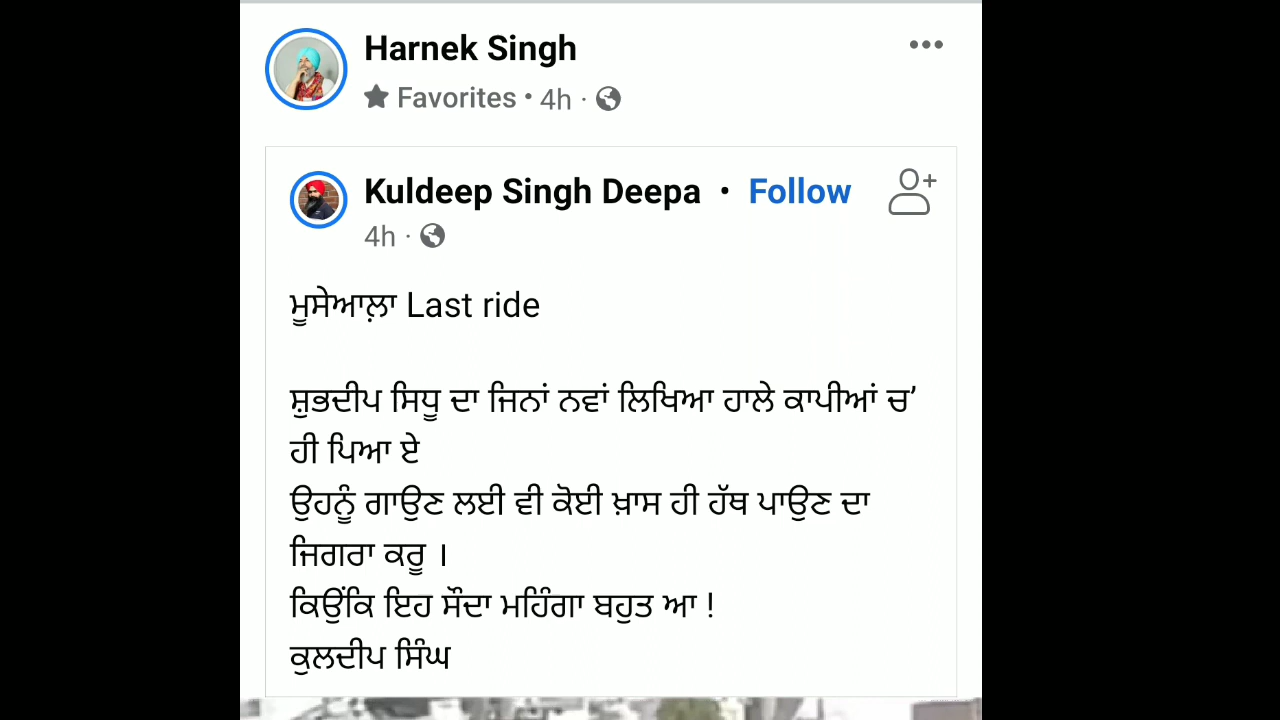 Harnek Singh
Favorites • 4h ·
Kuldeep Singh Deepa • Follow
4h ·
ਮੂਸੇਆਲ਼ਾ Last ride
ਸ਼ੁਭਦੀਪ ਸਿਧੂ ਦਾ ਜਿਨਾਂ ਨਵਾਂ ਲਿਖਿਆ ਹਾਲੇ ਕਾਪੀਆਂ ਚ’
ਹੀ ਪਿਆ ਏ
ਉਹਨੂੰ ਗਾਉਣ ਲਈ ਵੀ ਕੋਈ ਖ਼ਾਸ ਹੀ ਹੱਥ ਪਾਉਣ ਦਾ
ਜਿਗਰਾ ਕਰੂ ।
ਕਿਉਂਕਿ ਇਹ ਸੌਦਾ ਮਹਿੰਗਾ ਬਹੁਤ ਆ !
ਕੁਲਦੀਪ ਸਿੰਘ